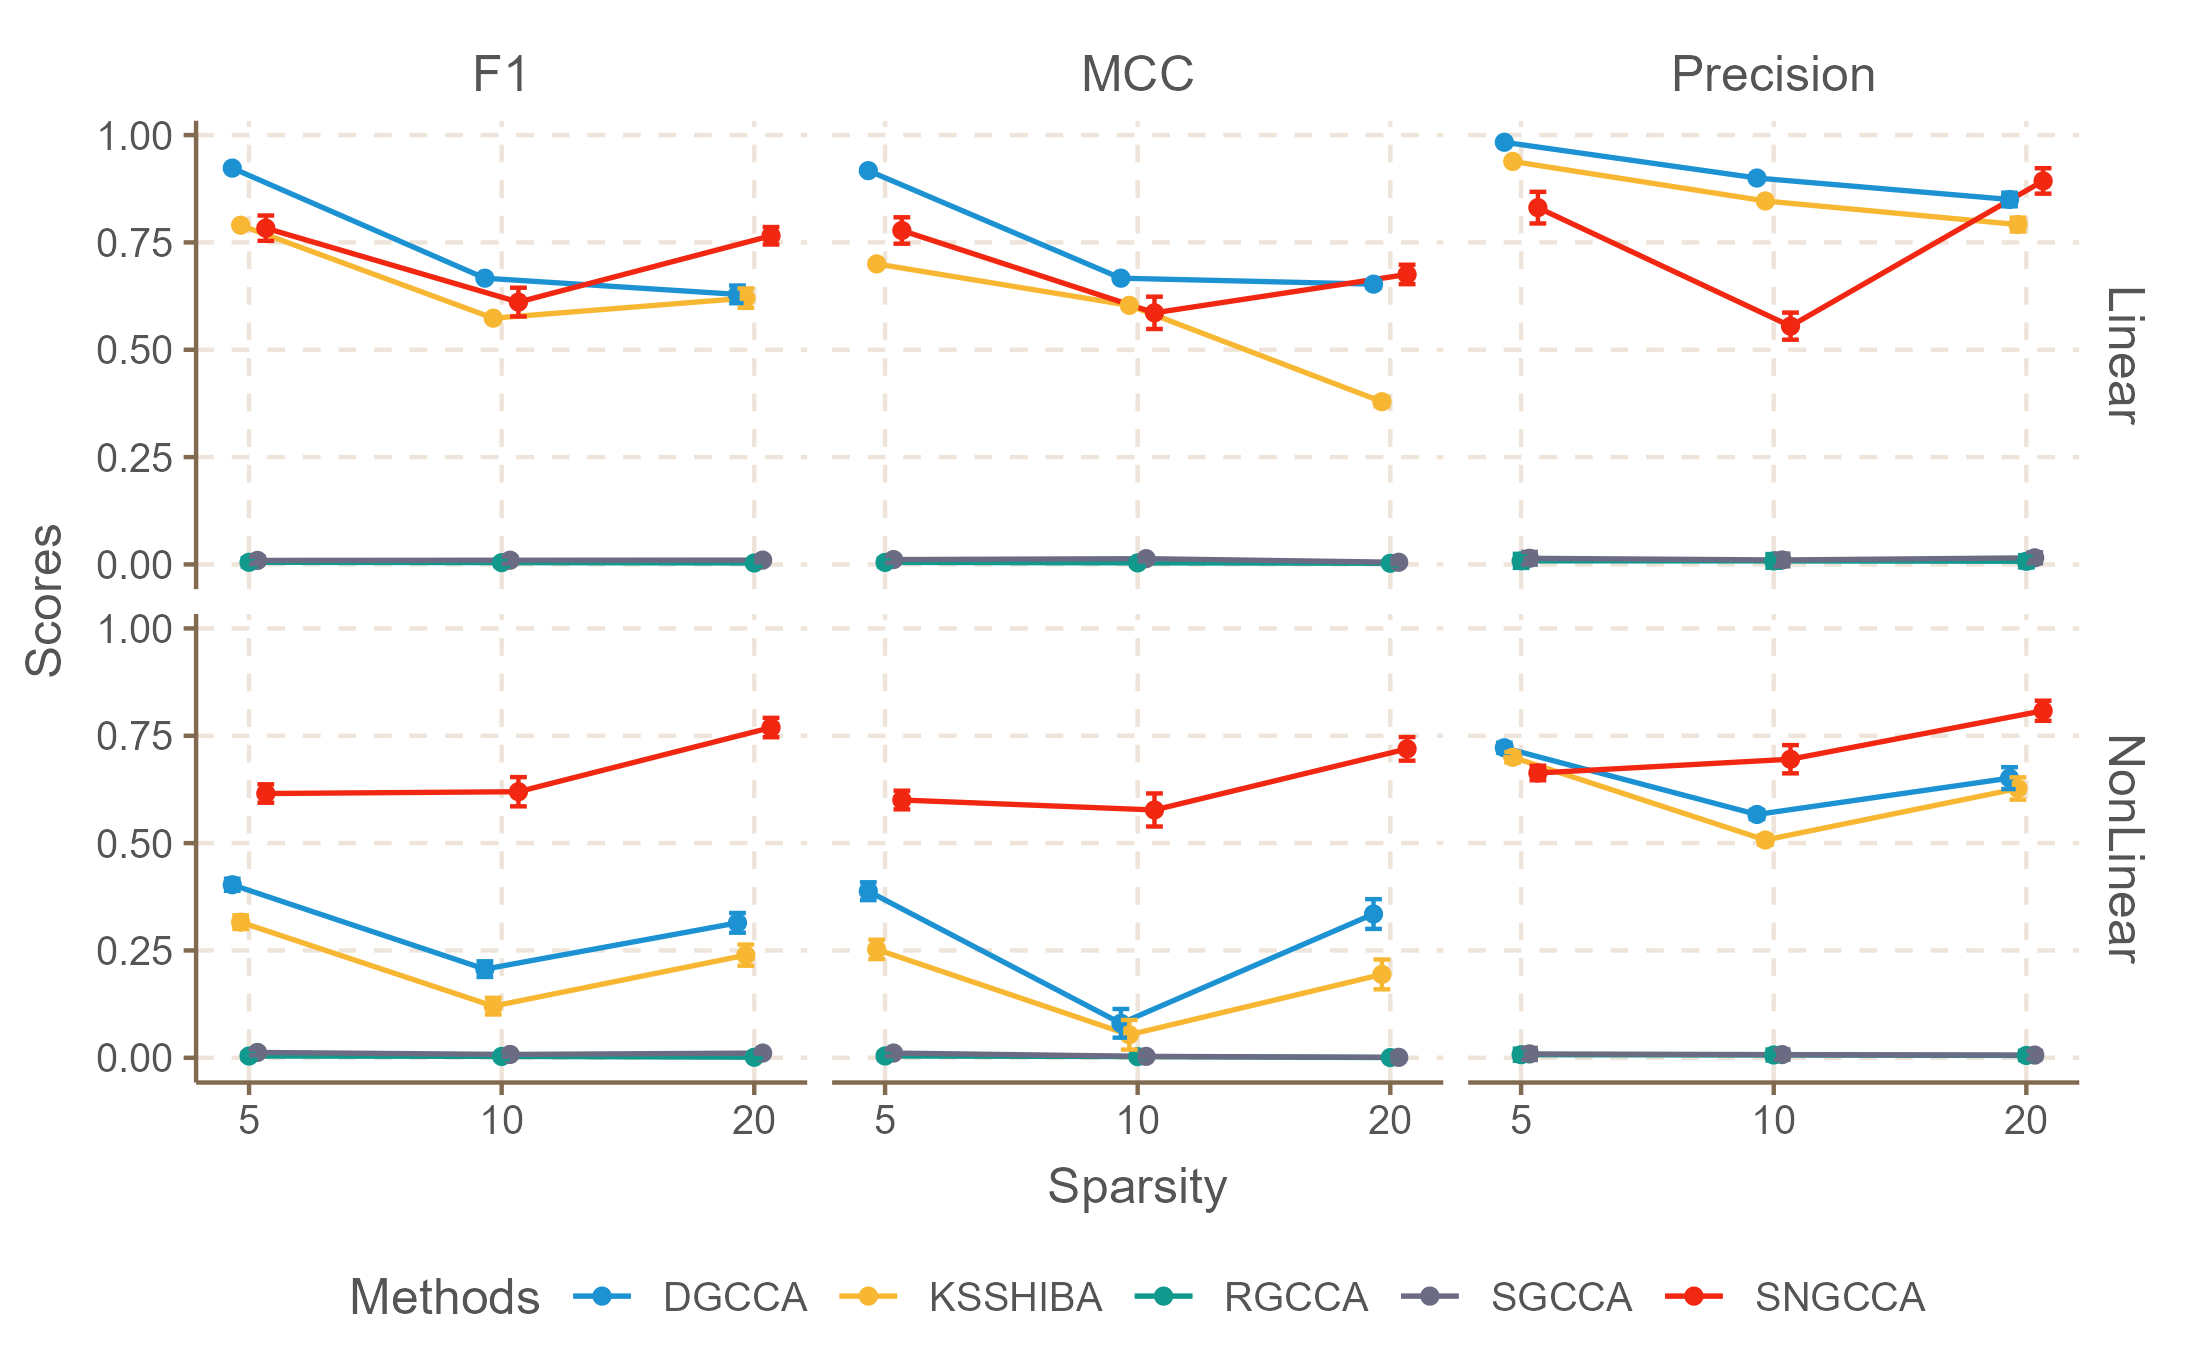 F1 MCC Precision
1.00
0.75
0.50
0.25
0.00
Linear
Scores
1.00
0.75
0.50
0.25
0.00
NonLinear
5 10 20 5 10 20 5 10 20
Sparsity
Methods DGCCA KSSHIBA RGCCA SGCCA SNGCCA